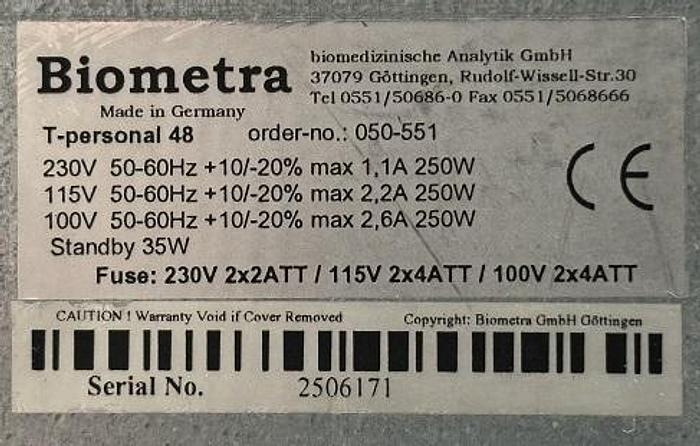 Biometra
biomedizinische Analytik GmbH
37079 Göttingen, Rudolf-Wissell-Str.30
Tel 0551/50686-0 Fax 0551/5068666
Made in Germany
T-personal 48 order-no.: 050-551
230V 50-60Hz +10/-20% max 1,1A 250W
115V 50-60Hz +10/-20% max 2,2A 250W
100V 50-60Hz +10/-20% max 2,6A 250W
CE
Standby 35W
Fuse: 230V 2x2ATT / 115V 2x4ATT / 100V 2x4ATT
CAUTION ! Warranty Void if Cover Removed
Copyright: Biometra GmbH Göttingen
Serial No. 2506171